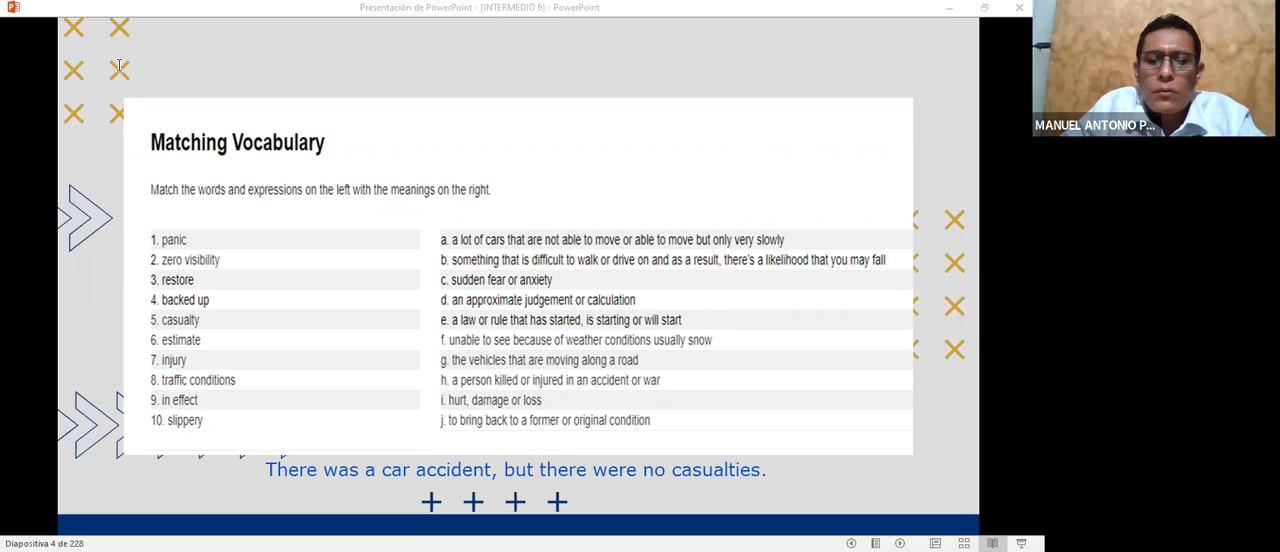 Presentación de PowerPoint - [INTERMEDIO 6] - PowerPoint
MANUEL ANTONIO P...
Matching Vocabulary
Match the words and expressions on the left with the meanings on the right.
1. panic
2. zero visibility
3. restore
4. backed up
5. casualty
6. estimate
7. injury
8. traffic conditions
9. in effect
10. slippery
a. a lot of cars that are not able to move or able to move but only very slowly
b. something that is difficult to walk or drive on and as a result, there's a likelihood that you may fall
c. sudden fear or anxiety
d. an approximate judgement or calculation
e. a law or rule that has started, is starting or will start
f. unable to see because of weather conditions usually snow
g. the vehicles that are moving along a road
h. a person killed or injured in an accident or war
i. hurt, damage or loss
j. to bring back to a former or original condition
There was a car accident, but there were no casualties.
Diapositiva 4 de 228